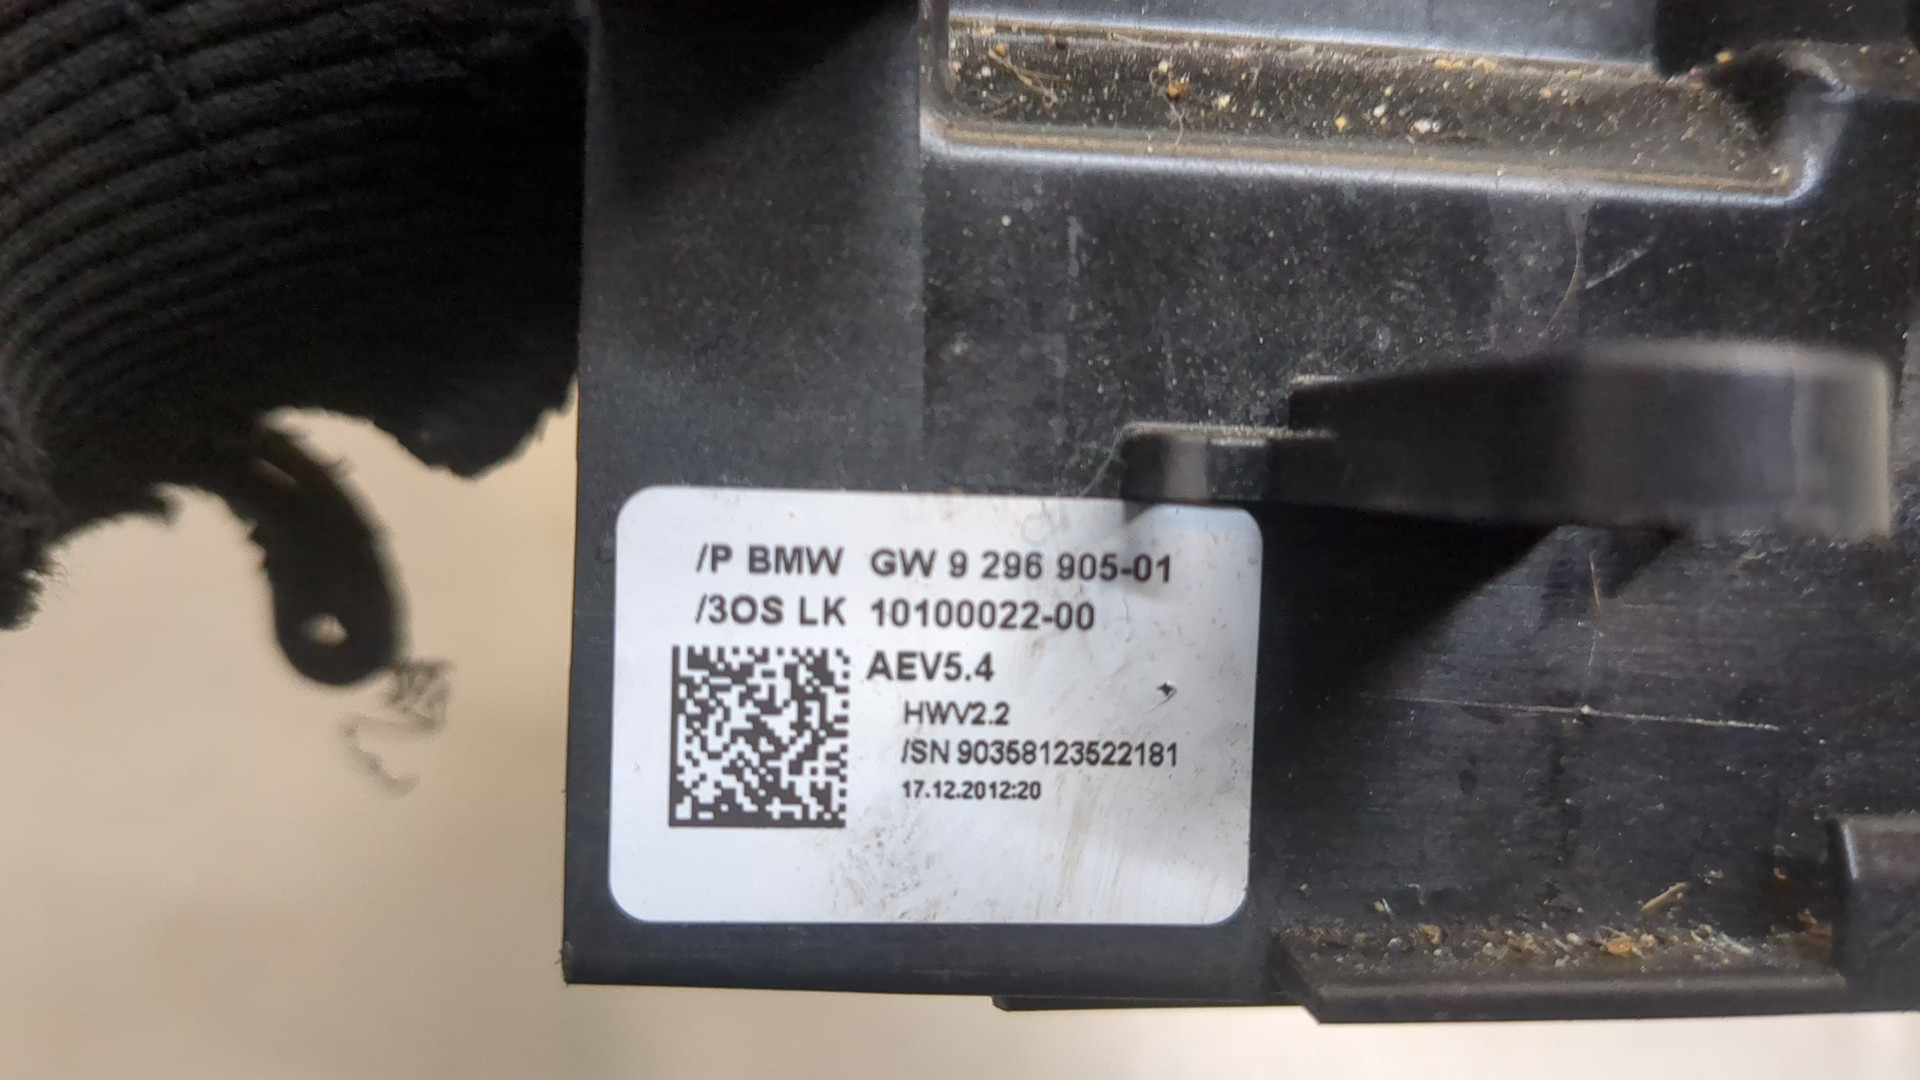 /P BMW GW 9 296 905-01
/3OS LK 10100022-00
AEV5.4
HWV2.2
/SN 90358123522181
17.12.2012:20